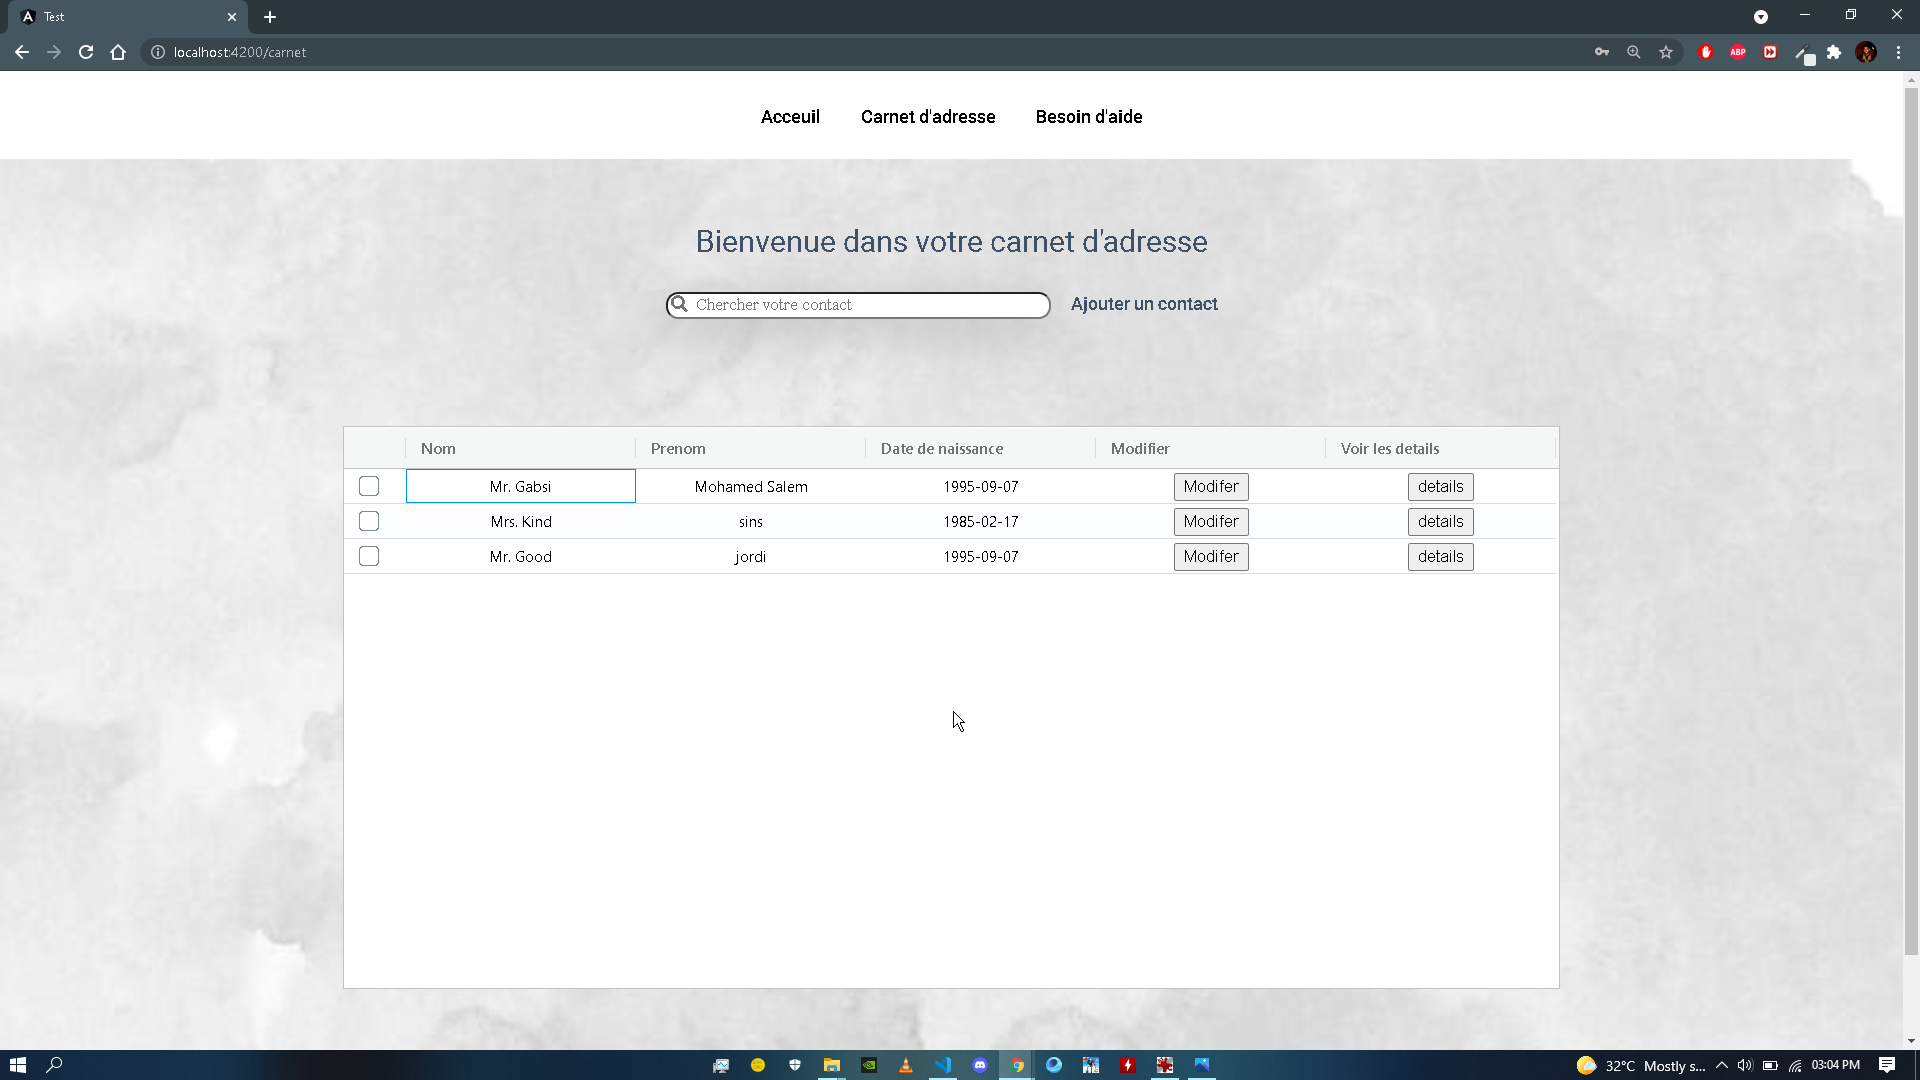 Test
localhost:4200/carnet
ABP
Acceuil Carnet d'adresse Besoin d'aide
Bienvenue dans votre carnet d'adresse
Chercher votre contact Ajouter un contact
Nom Prenom Date de naissance Modifier Voir les details
Mr. Gabsi Mohamed Salem 1995-09-07 Modifer details
Mrs. Kind sins 1985-02-17 Modifer details
Mr. Good jordi 1995-09-07 Modifer details
32°C Mostly s... 03:04 PM